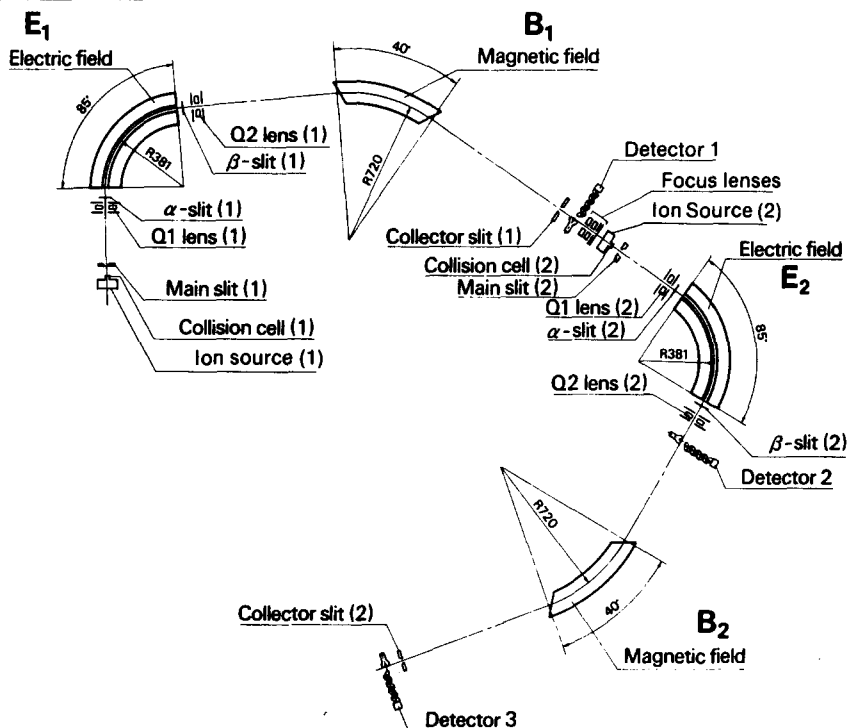 E₁
Electric field
85°
R381
Q2 lens (1)
β-slit (1)
α-slit (1)
Q1 lens (1)
Main slit (1)
Collision cell (1)
Ion source (1)
B₁
40°
Magnetic field
R720
Detector 1
Focus lenses
Ion Source (2)
Collector slit (1)
Collision cell (2)
Main slit (2)
Q1 lens (2)
α-slit (2)
Electric field
E₂
85°
R381
Q2 lens (2)
β-slit (2)
Detector 2
R720
40°
B₂
Magnetic field
Collector slit (2)
Detector 3